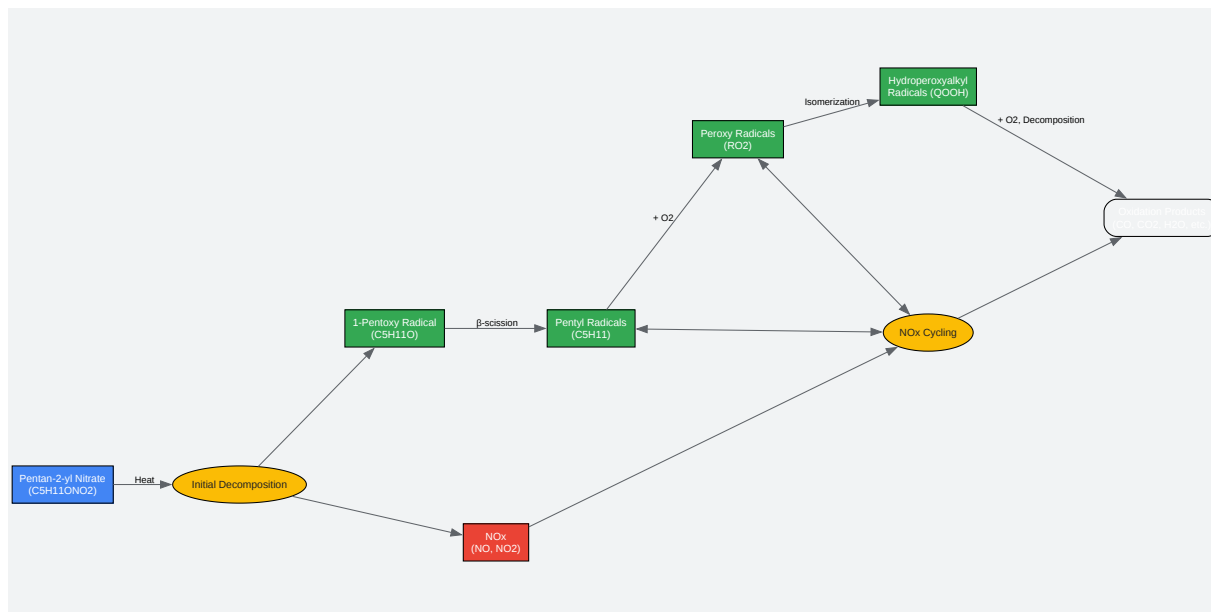 Hydroperoxyalkyl
Radicals (QOOH)
Isomerization
+ O2, Decomposition
Peroxy Radicals
(RO2)
+ O2
1-Pentoxy Radical
(C5H11O)
β-scission
Pentyl Radicals
(C5H11)
NOx Cycling
Pentan-2-yl Nitrate
(C5H11ONO2)
Heat
Initial Decomposition
NOx
(NO, NO2)